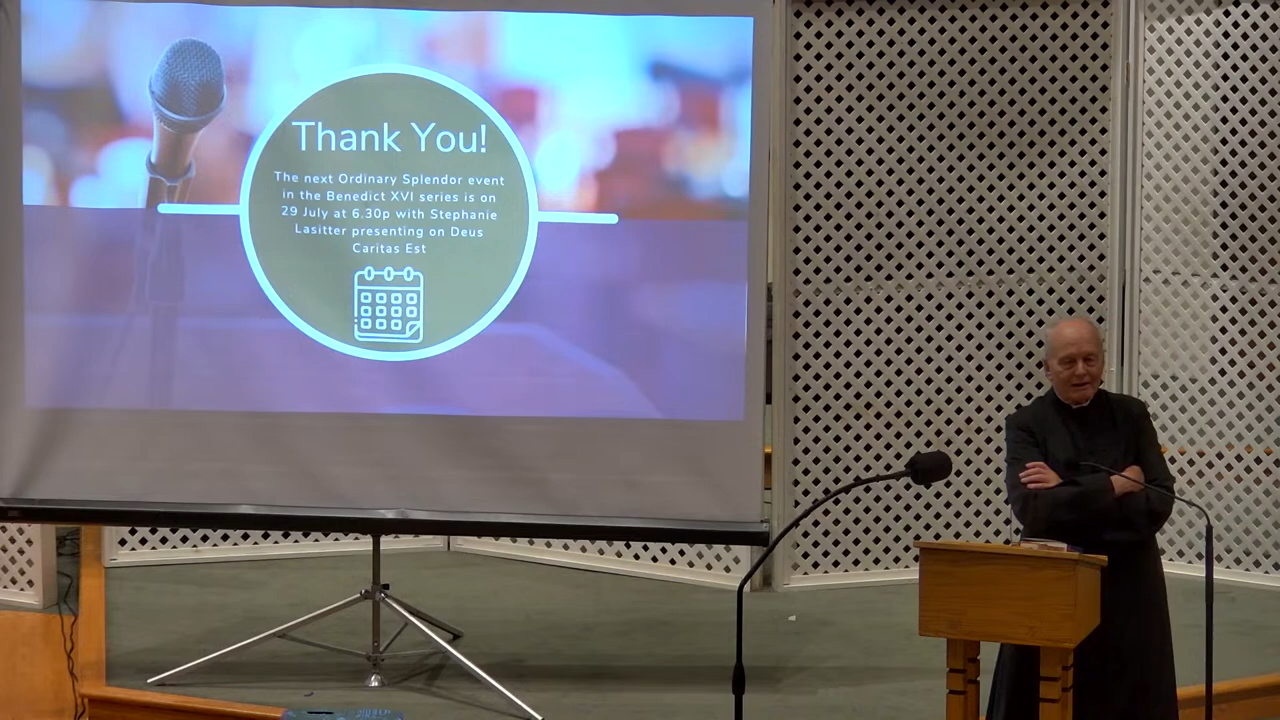 Thank You!
The next Ordinary Splendor event
in the Benedict XVI series is on
29 July at 6.30p with Stephanie
Lasitter presenting on Deus
Caritas Est